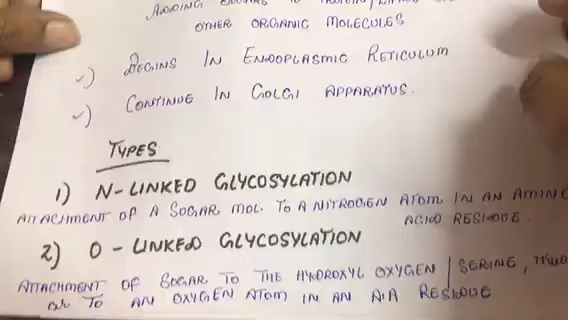 ADDING
OTHER ORGANIC MOLECULES
✓) BEGINS IN ENDOPLASMIC RETICULUM
✓) CONTINUE IN GOLGI APPARATUS.
TYPES
1) N-LINKED GLYCOSYLATION
ATTACHMENT OF A SUGAR MOL. TO A NITROGEN ATOM IN AN AMINO
ACID RESIDUE.
2) O-LINKED GLYCOSYLATION
ATTACHMENT OF SUGAR TO THE HYDROXYL OXYGEN / SERINE,
OR TO AN OXYGEN ATOM IN AN A.A RESIDUE